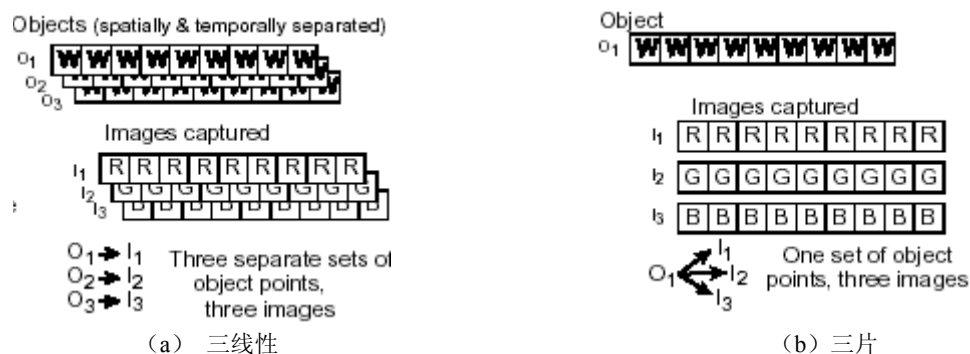 Objects (spatially & temporally separated)
O1 W W W W W W W W W
O2
O3
Images captured
I1 R R R R R R R R R
I2 G G G G G G G G G
I3 B B B B B B B B B
O1 I1
O2 I2
O3 I3
Three separate sets of
object points,
three images
(a) 三线性
Object
O1 W W W W W W W W W
Images captured
I1 R R R R R R R R R
I2 G G G G G G G G G
I3 B B B B B B B B B
O1 I1 I2 I3
One set of object
points, three images
(b) 三片